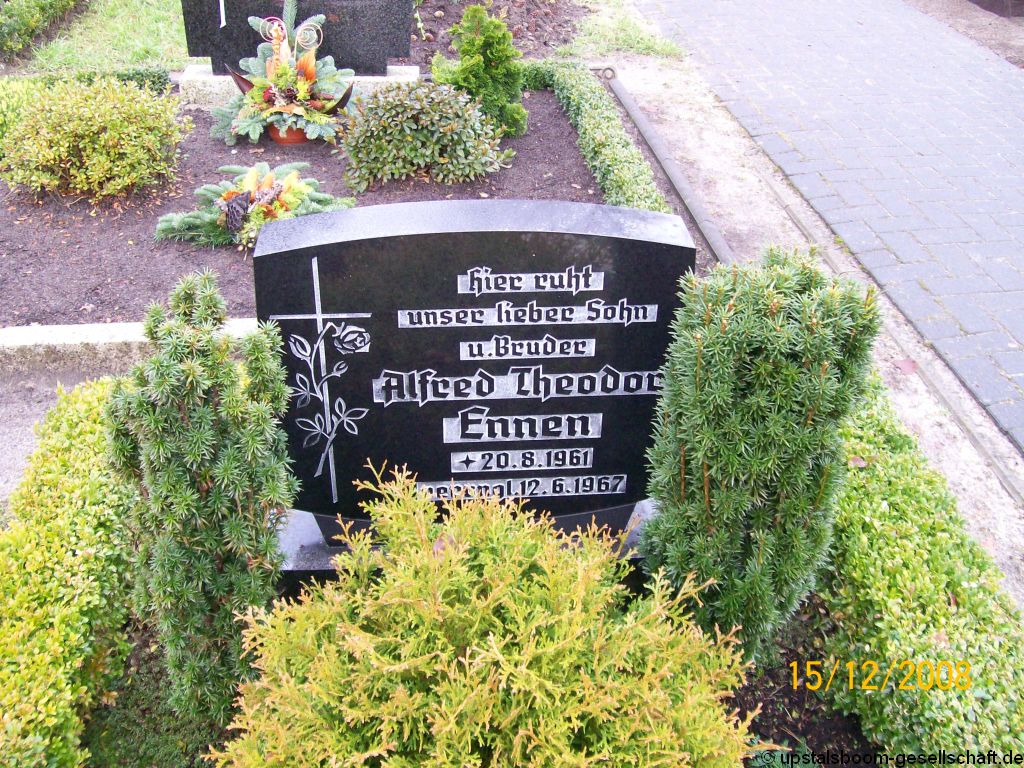 Hier ruht
unser lieber Sohn
u. Bruder
Alfred Theodor
Ennen
20.8.1961
verungl. 12.6.1967
15/12/2008
© upstalsboom-gesellschaft.de